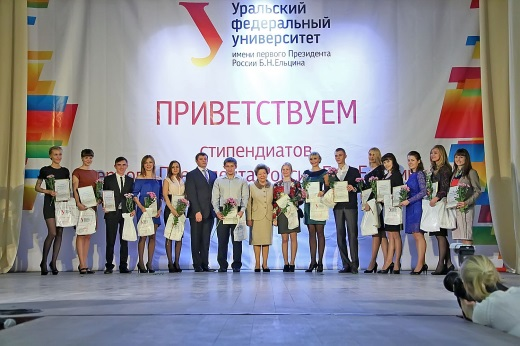 Уральский
федеральный
университет
имени первого Президента
России Б.Н.Ельцина
ПРИВЕТСТВУЕМ
стипендиатов